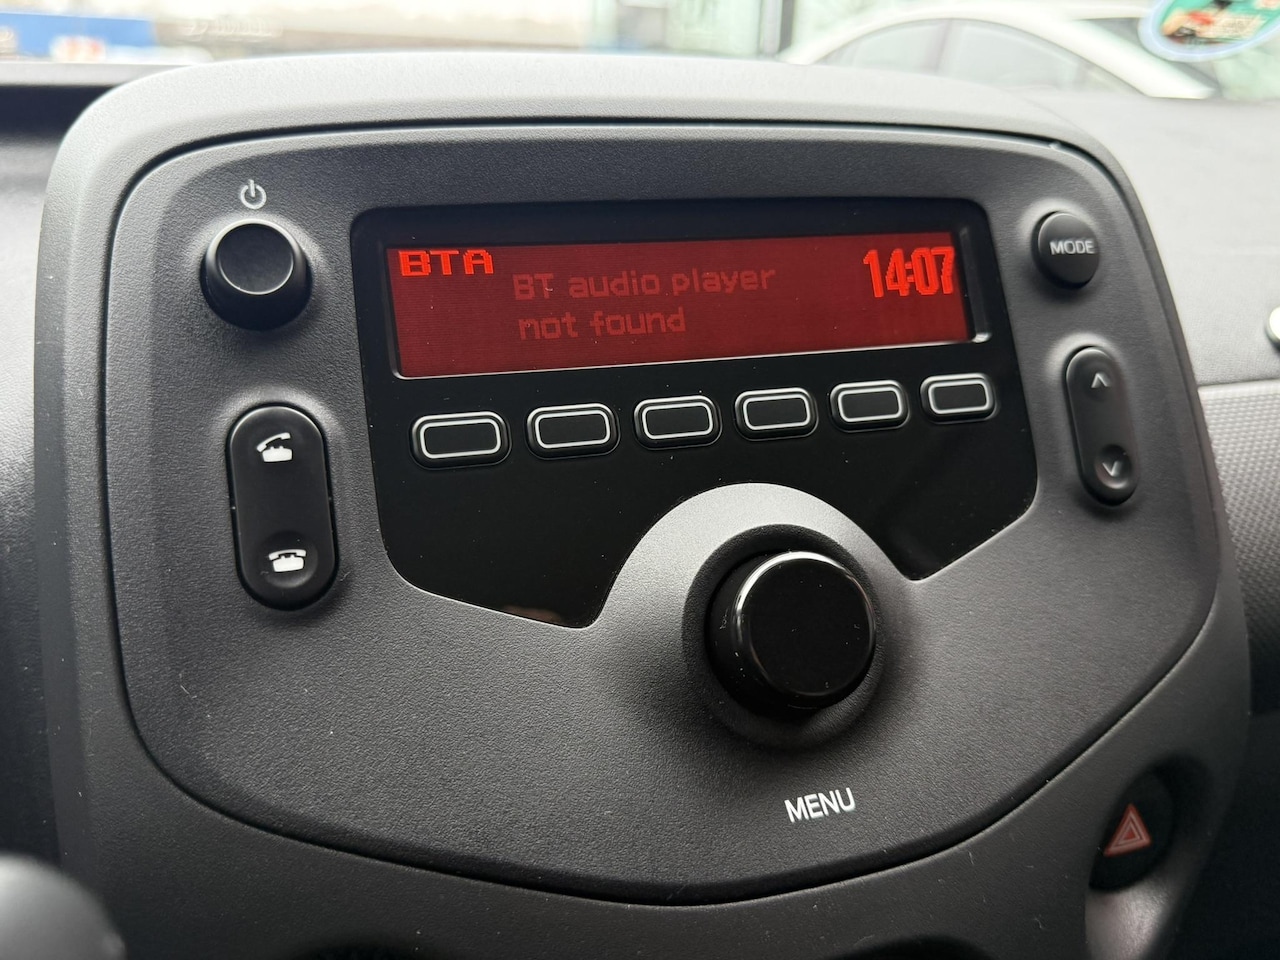 BTA
14:07
BT audio player
not found
MODE
MENU